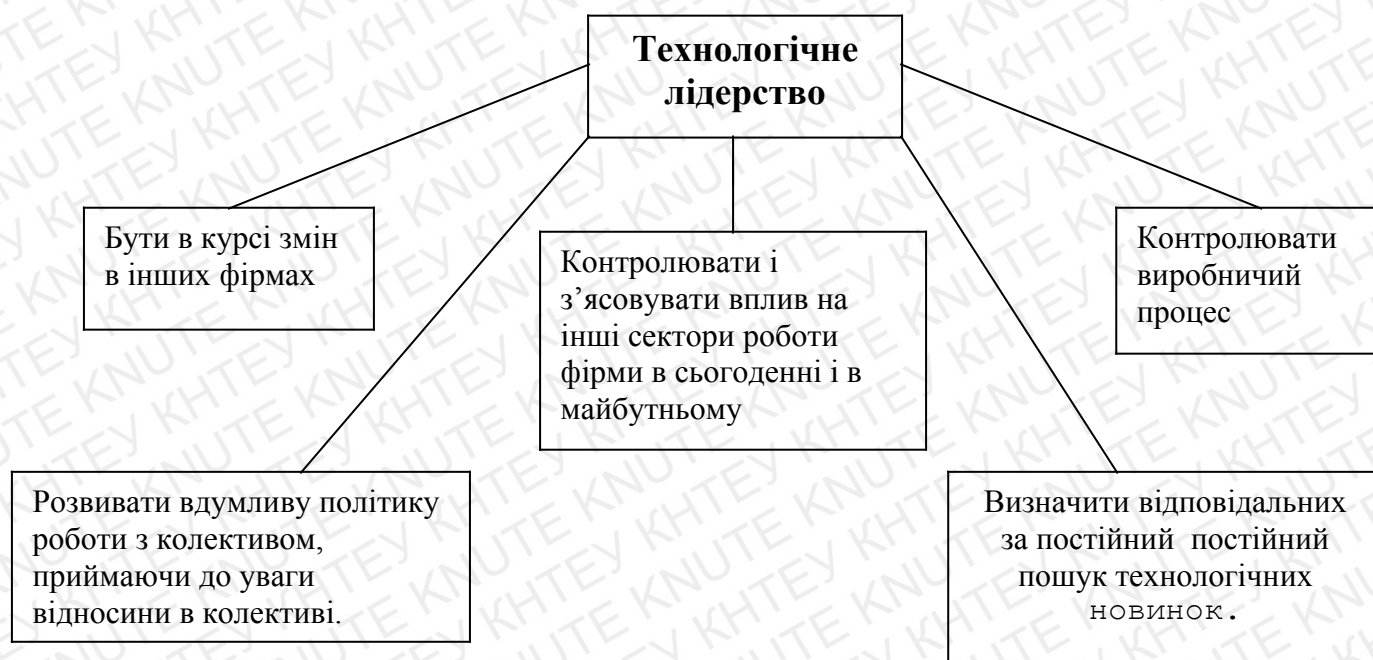 Технологічне
лідерство
Бути в курсі змін
в інших фірмах
Контролювати і
з’ясовувати вплив на
інші сектори роботи
фірми в сьогоденні і в
майбутньому
Контролювати
виробничий
процес
Розвивати вдумливу політику
роботи з колективом,
приймаючи до уваги
відносини в колективі.
Визначити відповідальних
за постійний  постійний
пошук технологічних
новинок.